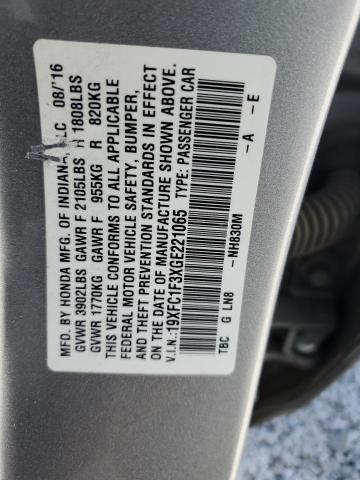 MFD. BY HONDA MFG. OF INDIANA, LLC 08/'16
GVWR 3902LBS GAWR F 2105LBS R 1808LBS
GVWR 1770KG GAWR F 955KG R 820KG
THIS VEHICLE CONFORMS TO ALL APPLICABLE
FEDERAL MOTOR VEHICLE SAFETY, BUMPER,
AND THEFT PREVENTION STANDARDS IN EFFECT
ON THE DATE OF MANUFACTURE SHOWN ABOVE.
V.I.N.:19XFC1F3XGE221065 TYPE: PASSENGER CAR
NH830M - A - E
TBC G LN8